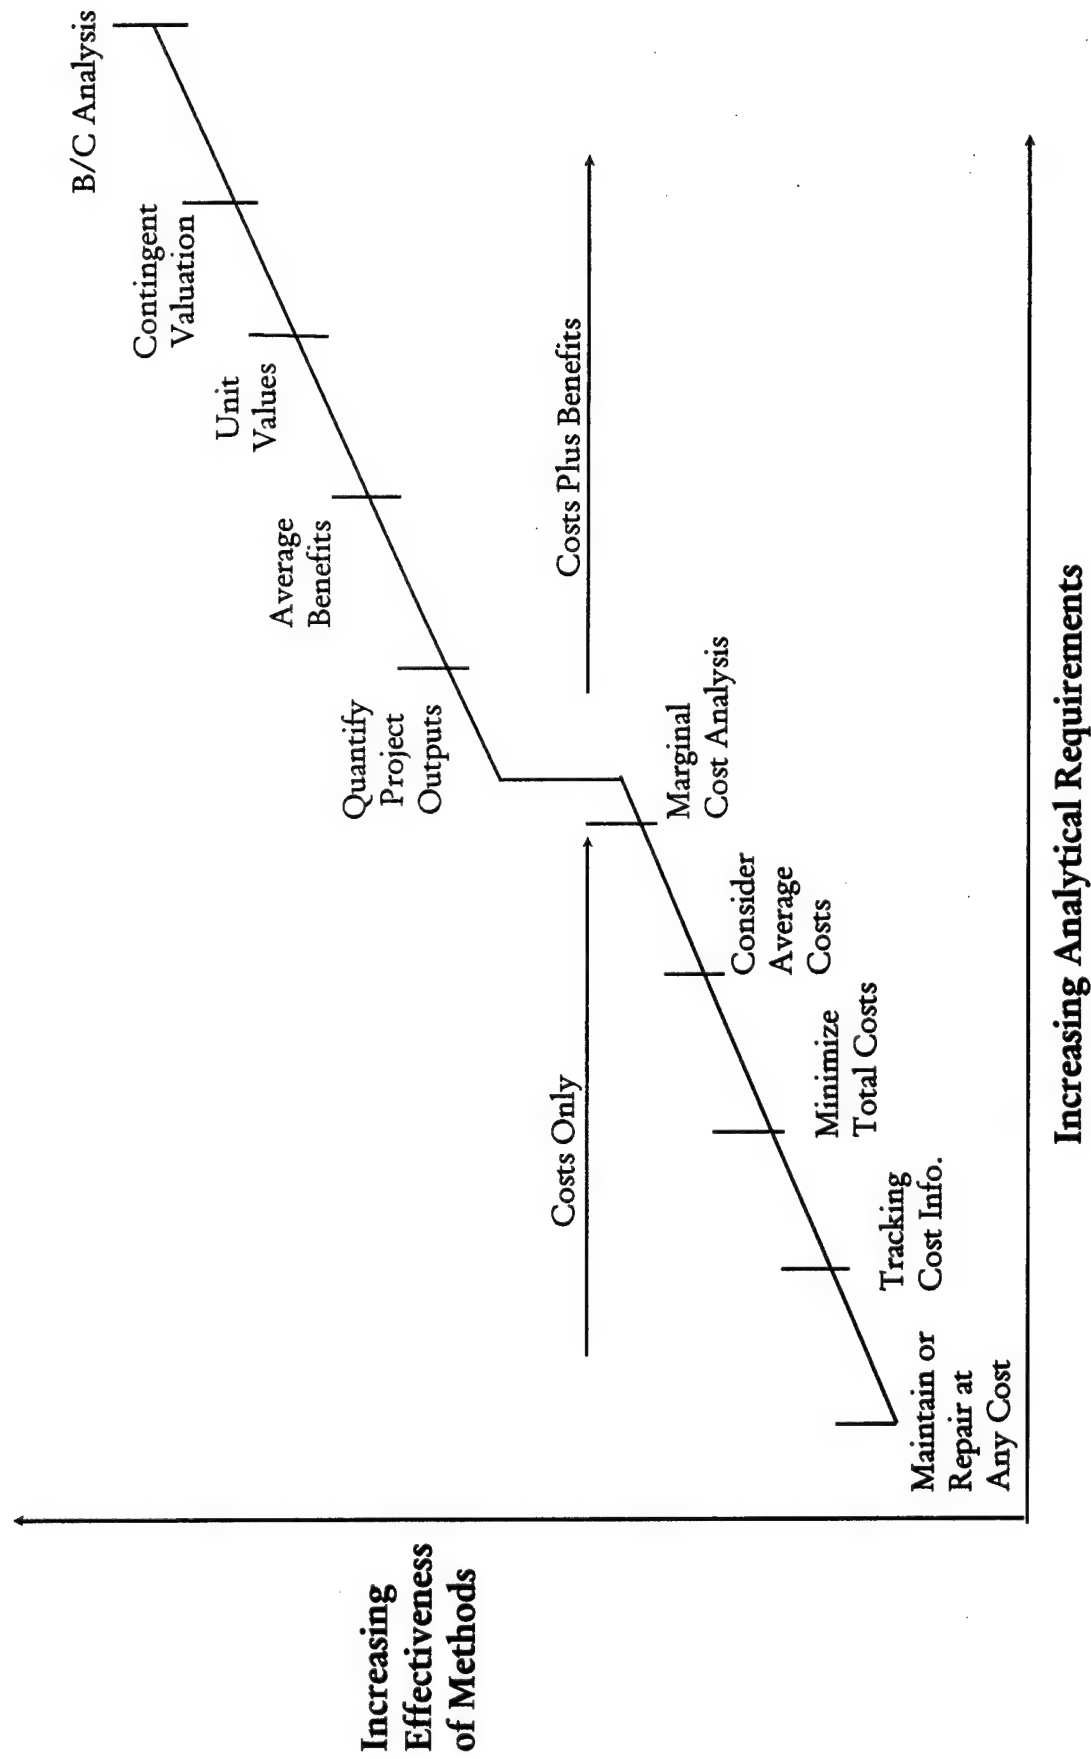 Increasing
Effectiveness
of Methods
B/C Analysis
Contingent
Valuation
Unit
Values
Average
Benefits
Quantify
Project
Outputs
Costs Only
Costs Plus Benefits
Marginal
Cost Analysis
Consider
Average
Costs
Minimize
Total Costs
Tracking
Cost Info.
Maintain or
Repair at
Any Cost
Increasing Analytical Requirements